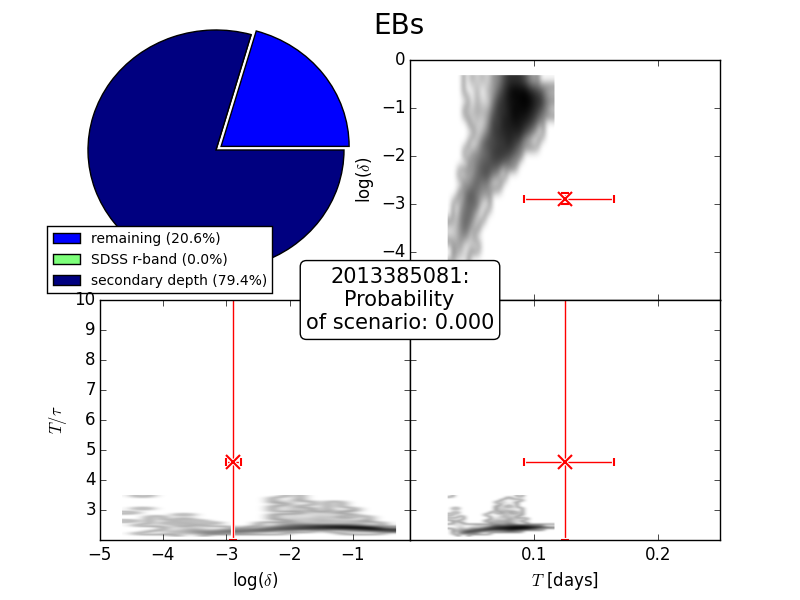 EBs
remaining (20.6%)
SDSS r-band (0.0%)
secondary depth (79.4%)
0
−1
−2
−3
−4
log(δ)
2013385081:
Probability
of scenario: 0.000
10
9
8
7
6
5
4
3
T/τ
−5 −4 −3 −2 −1
log(δ)
0.1 0.2
T [days]